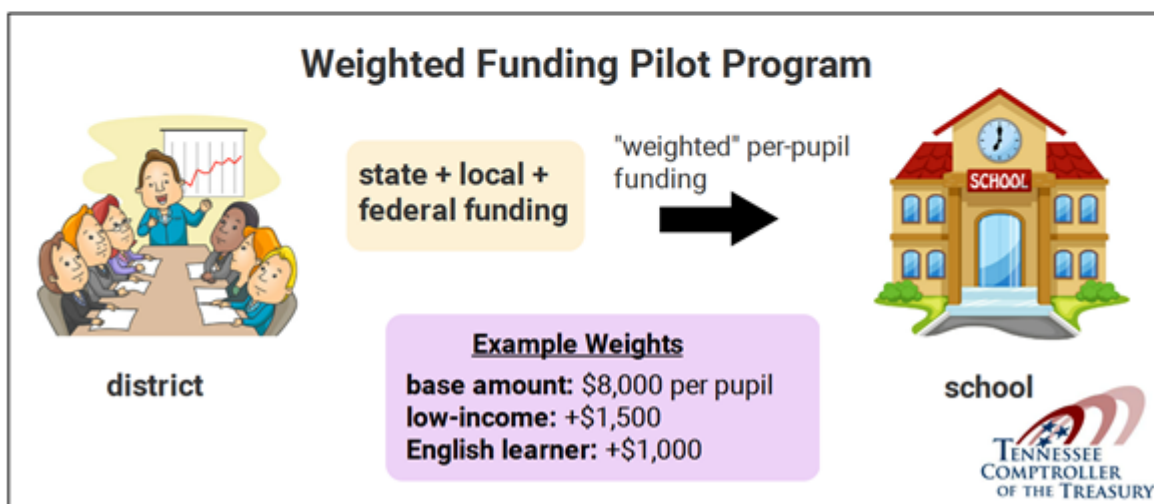 Weighted Funding Pilot Program
state + local +
federal funding
"weighted" per-pupil
funding
SCHOOL
district
Example Weights
base amount: $8,000 per pupil
low-income: +$1,500
English learner: +$1,000
school
TENNESSEE
COMPTROLLER
OF THE TREASURY